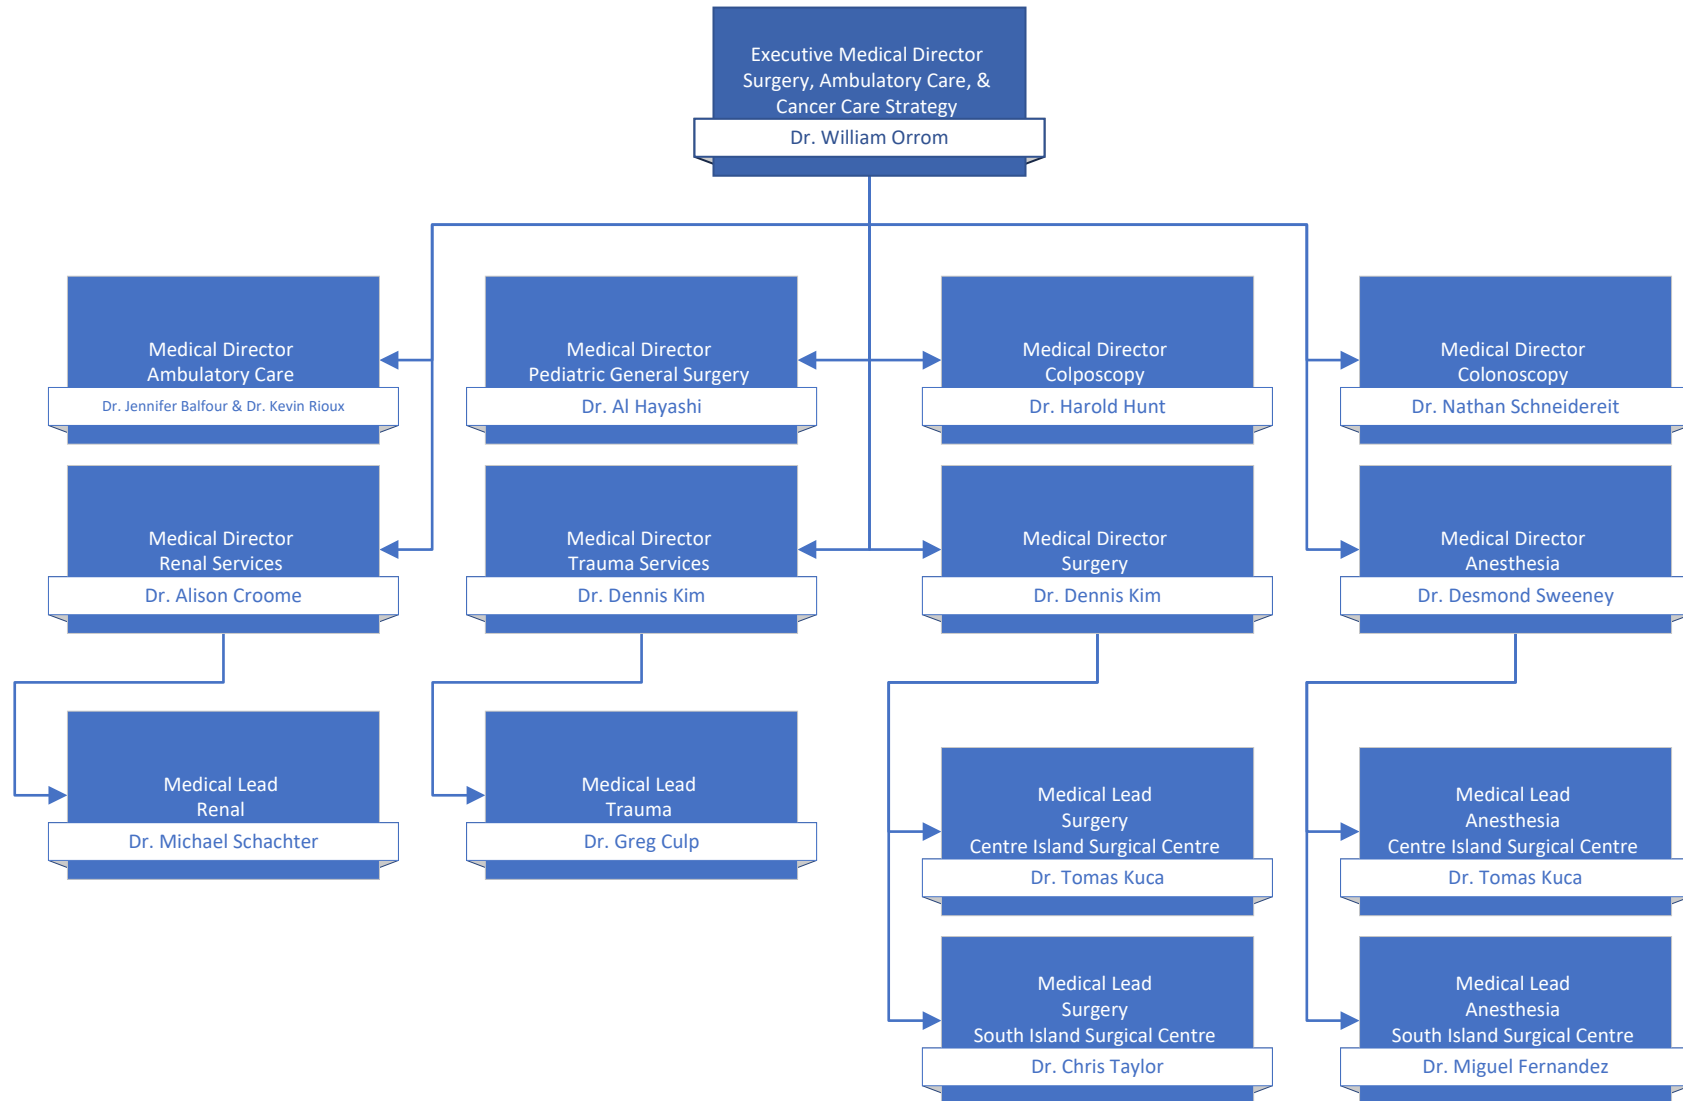 Executive Medical Director
Surgery, Ambulatory Care, &
Cancer Care Strategy
Dr. William Orrom
Medical Director
Ambulatory Care
Dr. Jennifer Balfour & Dr. Kevin Rioux
Medical Director
Pediatric General Surgery
Dr. Al Hayashi
Medical Director
Colposcopy
Dr. Harold Hunt
Medical Director
Colonoscopy
Dr. Nathan Schneidereit
Medical Director
Renal Services
Dr. Alison Croome
Medical Director
Trauma Services
Dr. Dennis Kim
Medical Director
Surgery
Dr. Dennis Kim
Medical Director
Anesthesia
Dr. Desmond Sweeney
Medical Lead
Renal
Dr. Michael Schachter
Medical Lead
Trauma
Dr. Greg Culp
Medical Lead
Surgery
Centre Island Surgical Centre
Dr. Tomas Kuca
Medical Lead
Anesthesia
Centre Island Surgical Centre
Dr. Tomas Kuca
Medical Lead
Surgery
South Island Surgical Centre
Dr. Chris Taylor
Medical Lead
Anesthesia
South Island Surgical Centre
Dr. Miguel Fernandez